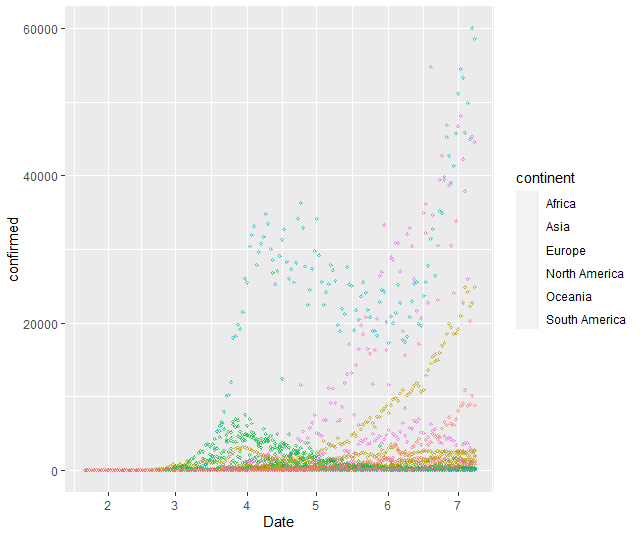 60000
40000
20000
0
confirmed
2 3 4 5 6 7
Date
continent
Africa
Asia
Europe
North America
Oceania
South America